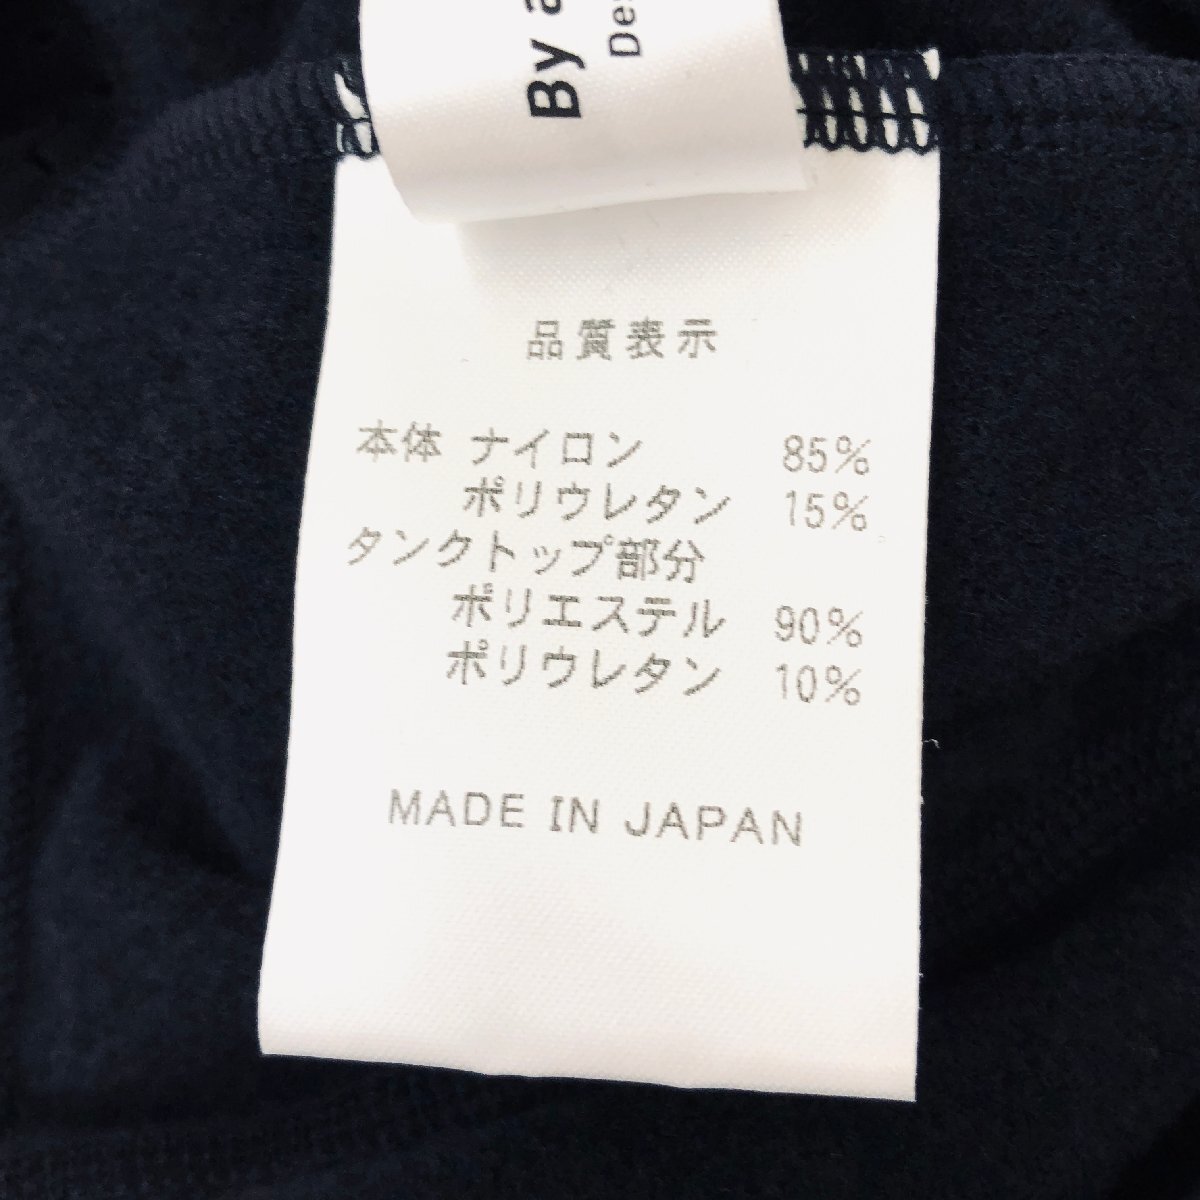 By a
De
品質表示
本体 ナイロン 85%
ポリウレタン 15%
タンクトップ部分
ポリエステル 90%
ポリウレタン 10%
MADE IN JAPAN